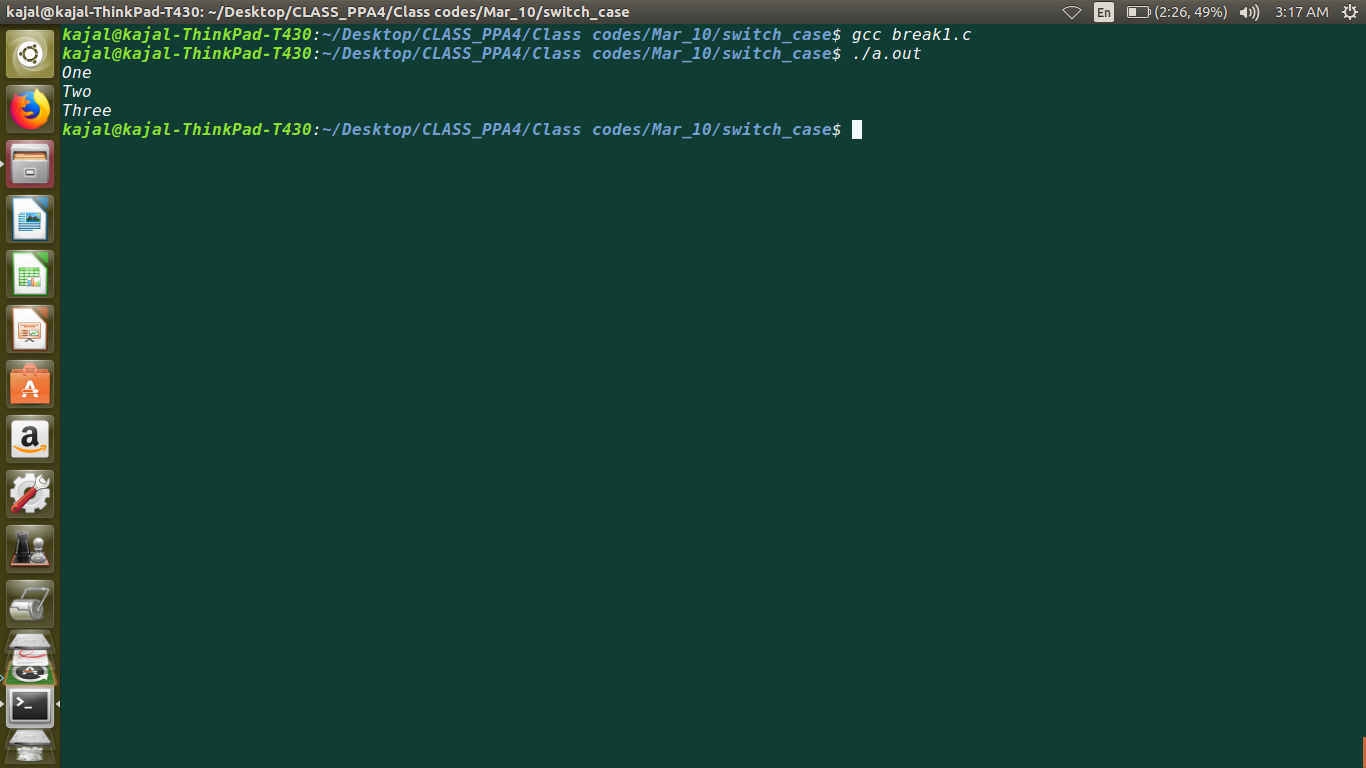 kajal@kajal-ThinkPad-T430: ~/Desktop/CLASS_PPA4/Class codes/Mar_10/switch_case
En
(2:26, 49%)
3:17 AM
kajal@kajal-ThinkPad-T430:~/Desktop/CLASS_PPA4/Class codes/Mar_10/switch_case$ gcc break1.c
kajal@kajal-ThinkPad-T430:~/Desktop/CLASS_PPA4/Class codes/Mar_10/switch_case$ ./a.out
One
Two
Three
kajal@kajal-ThinkPad-T430:~/Desktop/CLASS_PPA4/Class codes/Mar_10/switch_case$